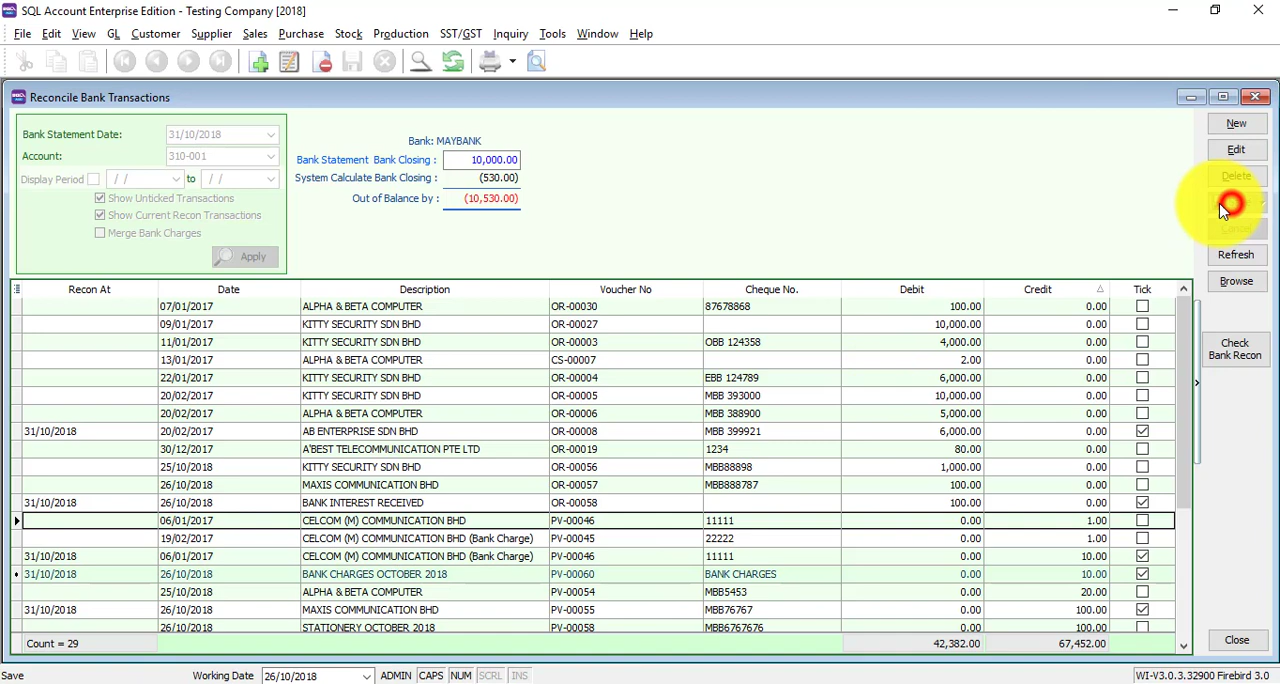 SQL Account Enterprise Edition - Testing Company [2018]
File Edit View GL Customer Supplier Sales Purchase Stock Production SST/GST Inquiry Tools Window Help
Reconcile Bank Transactions
Bank Statement Date: 31/10/2018
Account: 310-001
Display Period / / to / /
Show Unticked Transactions
Show Current Recon Transactions
Merge Bank Charges
Apply
Bank: MAYBANK
Bank Statement Bank Closing : 10,000.00
System Calculate Bank Closing : (530.00)
Out of Balance by : (10,530.00)
New
Edit
Delete
Cancel
Refresh
Browse
Check
Bank Recon
Close
Recon At Date Description Voucher No Cheque No. Debit Credit Tick
07/01/2017 ALPHA & BETA COMPUTER OR-00030 87678868 100.00 0.00
09/01/2017 KITTY SECURITY SDN BHD OR-00027 10,000.00 0.00
11/01/2017 KITTY SECURITY SDN BHD OR-00003 OBB 124358 4,000.00 0.00
13/01/2017 ALPHA & BETA COMPUTER CS-00007 2.00 0.00
22/01/2017 KITTY SECURITY SDN BHD OR-00004 EBB 124789 6,000.00 0.00
20/02/2017 KITTY SECURITY SDN BHD OR-00005 MBB 393000 10,000.00 0.00
20/02/2017 ALPHA & BETA COMPUTER OR-00006 MBB 388900 5,000.00 0.00
31/10/2018 20/02/2017 AB ENTERPRISE SDN BHD OR-00008 MBB 399921 6,000.00 0.00
30/12/2017 A'BEST TELECOMMUNICATION PTE LTD OR-00019 1234 80.00 0.00
25/10/2018 KITTY SECURITY SDN BHD OR-00056 MBB88898 1,000.00 0.00
26/10/2018 MAXIS COMMUNICATION BHD OR-00057 MBB888787 100.00 0.00
31/10/2018 26/10/2018 BANK INTEREST RECEIVED OR-00058 100.00 0.00
06/01/2017 CELCOM (M) COMMUNICATION BHD PV-00046 11111 0.00 1.00
19/02/2017 CELCOM (M) COMMUNICATION BHD (Bank Charge) PV-00045 22222 0.00 1.00
31/10/2018 06/01/2017 CELCOM (M) COMMUNICATION BHD (Bank Charge) PV-00046 11111 0.00 10.00
31/10/2018 26/10/2018 BANK CHARGES OCTOBER 2018 PV-00060 BANK CHARGES 0.00 10.00
25/10/2018 ALPHA & BETA COMPUTER PV-00054 MBB5453 0.00 20.00
31/10/2018 26/10/2018 MAXIS COMMUNICATION BHD PV-00055 MBB76767 0.00 100.00
26/10/2018 STATIONERY OCTOBER 2018 PV-00058 MBB6767676 0.00 100.00
Count = 29 42,382.00 67,452.00
Save Working Date 26/10/2018 ADMIN CAPS NUM SCRL INS WI-V3.0.3.32900 Firebird 3.0